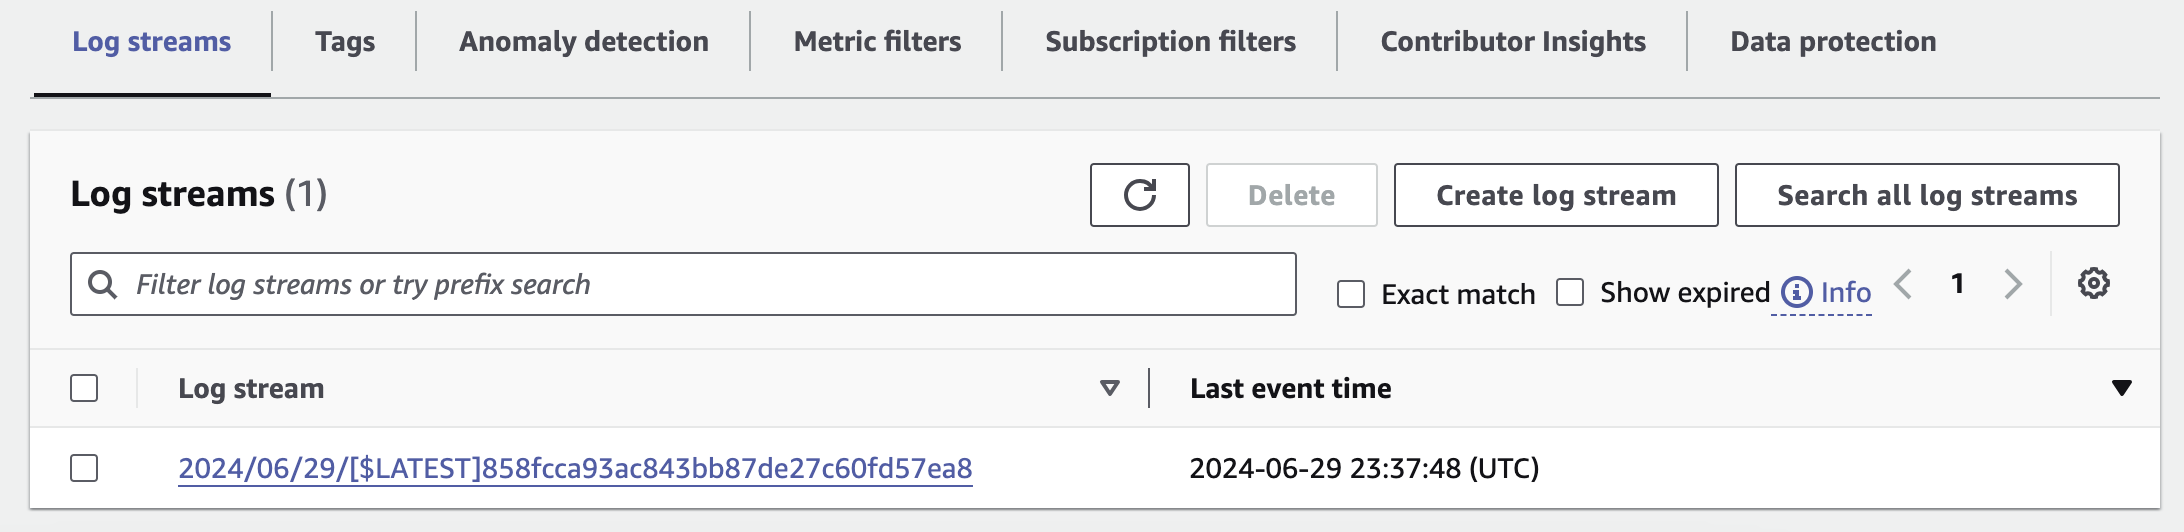 Log streams
Tags
Anomaly detection
Metric filters
Subscription filters
Contributor Insights
Data protection
Log streams (1)
Delete
Create log stream
Search all log streams
Filter log streams or try prefix search
Exact match
Show expired
Info
1
Log stream
Last event time
2024/06/29/[$LATEST]858fcca93ac843bb87de27c60fd57ea8
2024-06-29 23:37:48 (UTC)